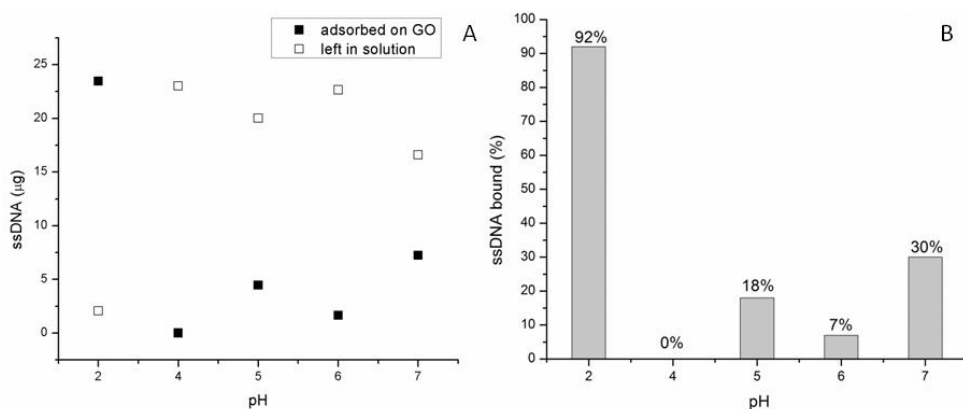 adsorbed on GO
left in solution
A
25
20
15
10
5
0
ssDNA (μg)
2 4 5 6 7
pH
B
100
90
80
70
60
50
40
30
20
10
0
ssDNA bound (%)
92%
0%
18%
7%
30%
2 4 5 6 7
pH